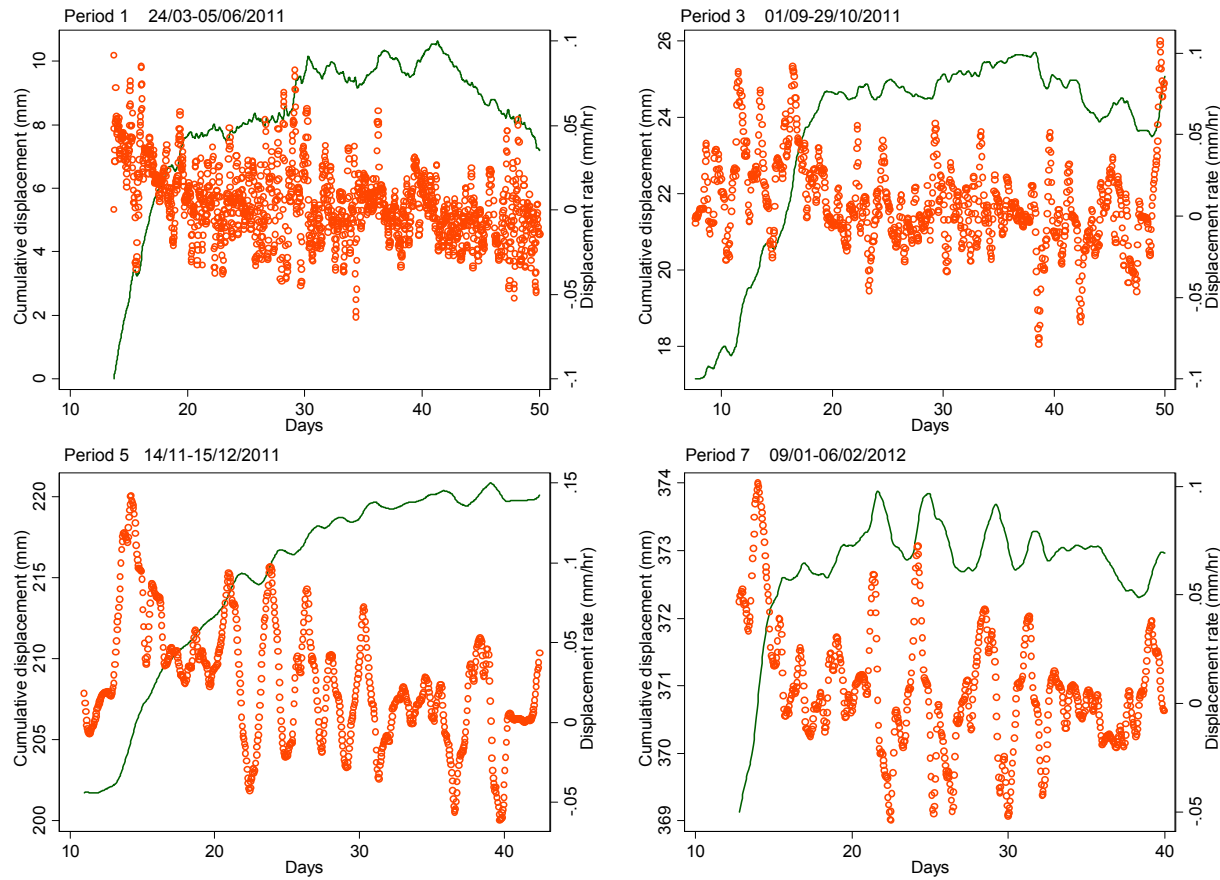 Period 1 24/03-05/06/2011
Cumulative displacement (mm)
0 2 4 6 8 10
Displacement rate (mm/hr)
-.1 -.05 0 .05 .1
10 20 30 40 50
Days
Period 3 01/09-29/10/2011
Cumulative displacement (mm)
18 20 22 24 26
Displacement rate (mm/hr)
-.1 -.05 0 .05 .1
10 20 30 40 50
Days
Period 5 14/11-15/12/2011
Cumulative displacement (mm)
200 205 210 215 220
Displacement rate (mm/hr)
-.05 0 .05 .1 .15
10 20 30 40
Days
Period 7 09/01-06/02/2012
Cumulative displacement (mm)
369 370 371 372 373 374
Displacement rate (mm/hr)
-.05 0 .05 .1
10 20 30 40
Days